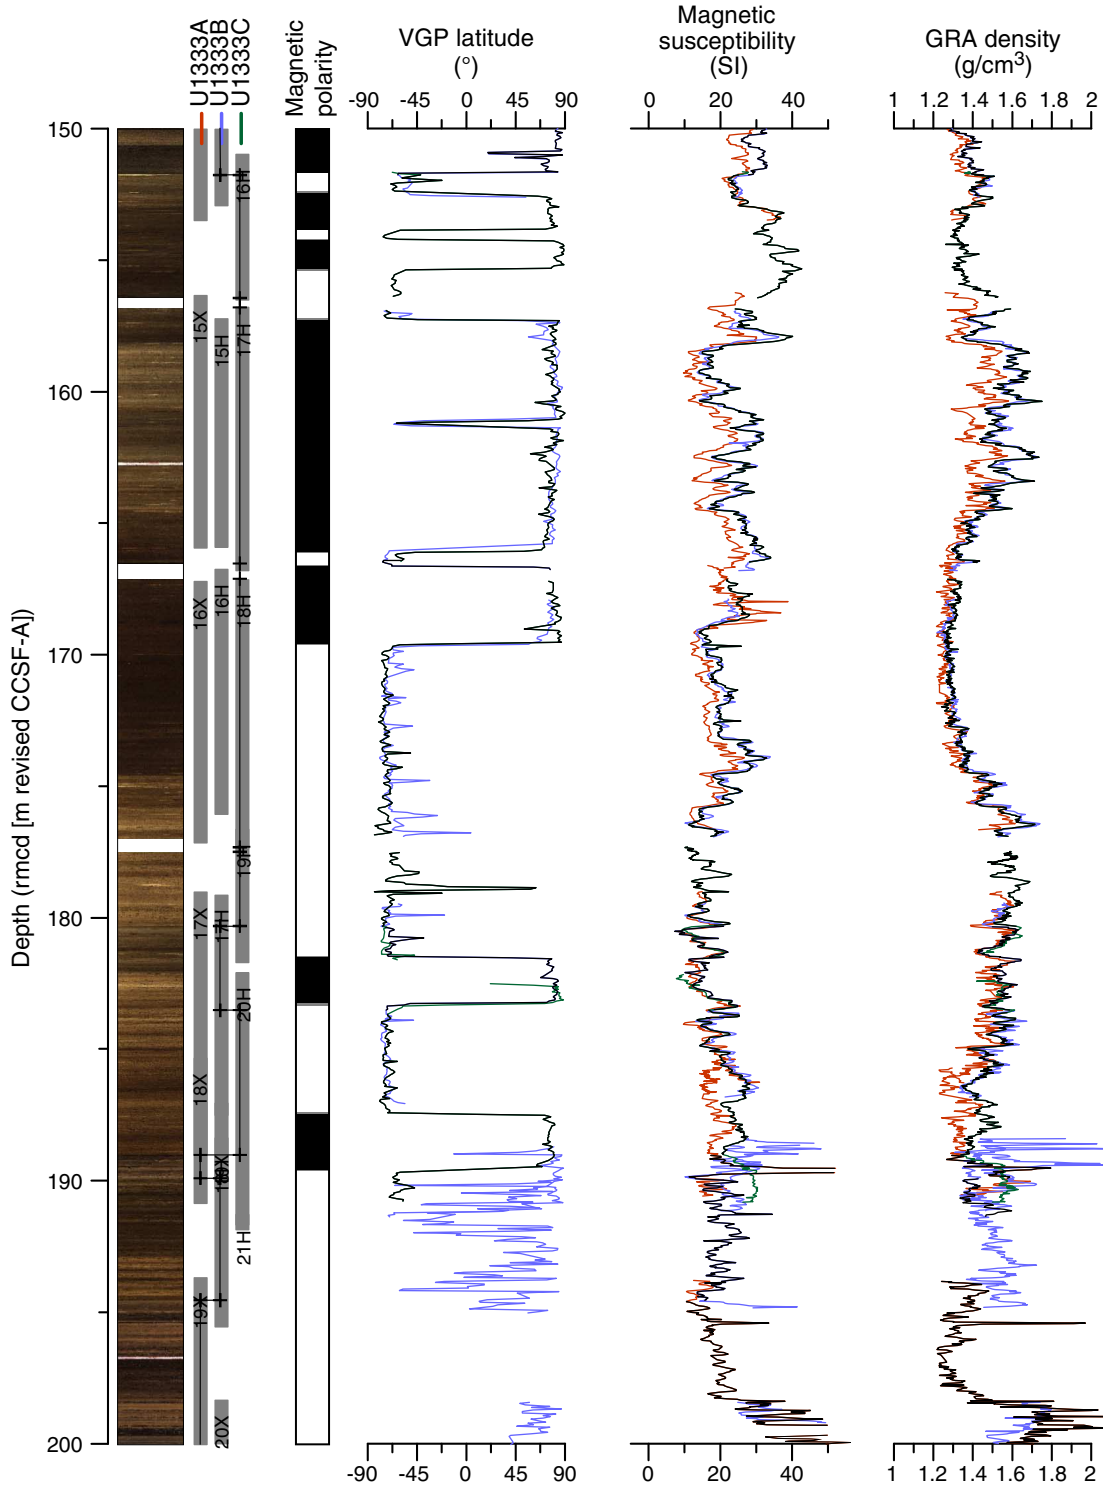 U1333A
U1333B
U1333C
Magnetic
polarity
VGP latitude
(°)
Magnetic
susceptibility
(SI)
GRA density
(g/cm³)
-90 -45 0 45 90
0 20 40
1 1.2 1.4 1.6 1.8 2
150
160
170
180
190
200
Depth (rmcd [m revised CCSF-A])
15X
16X
17X
18X
19X
15H
16H
17H
20X
16H
17H
18H
19H
20H
21H
-90 -45 0 45 90
0 20 40
1 1.2 1.4 1.6 1.8 2